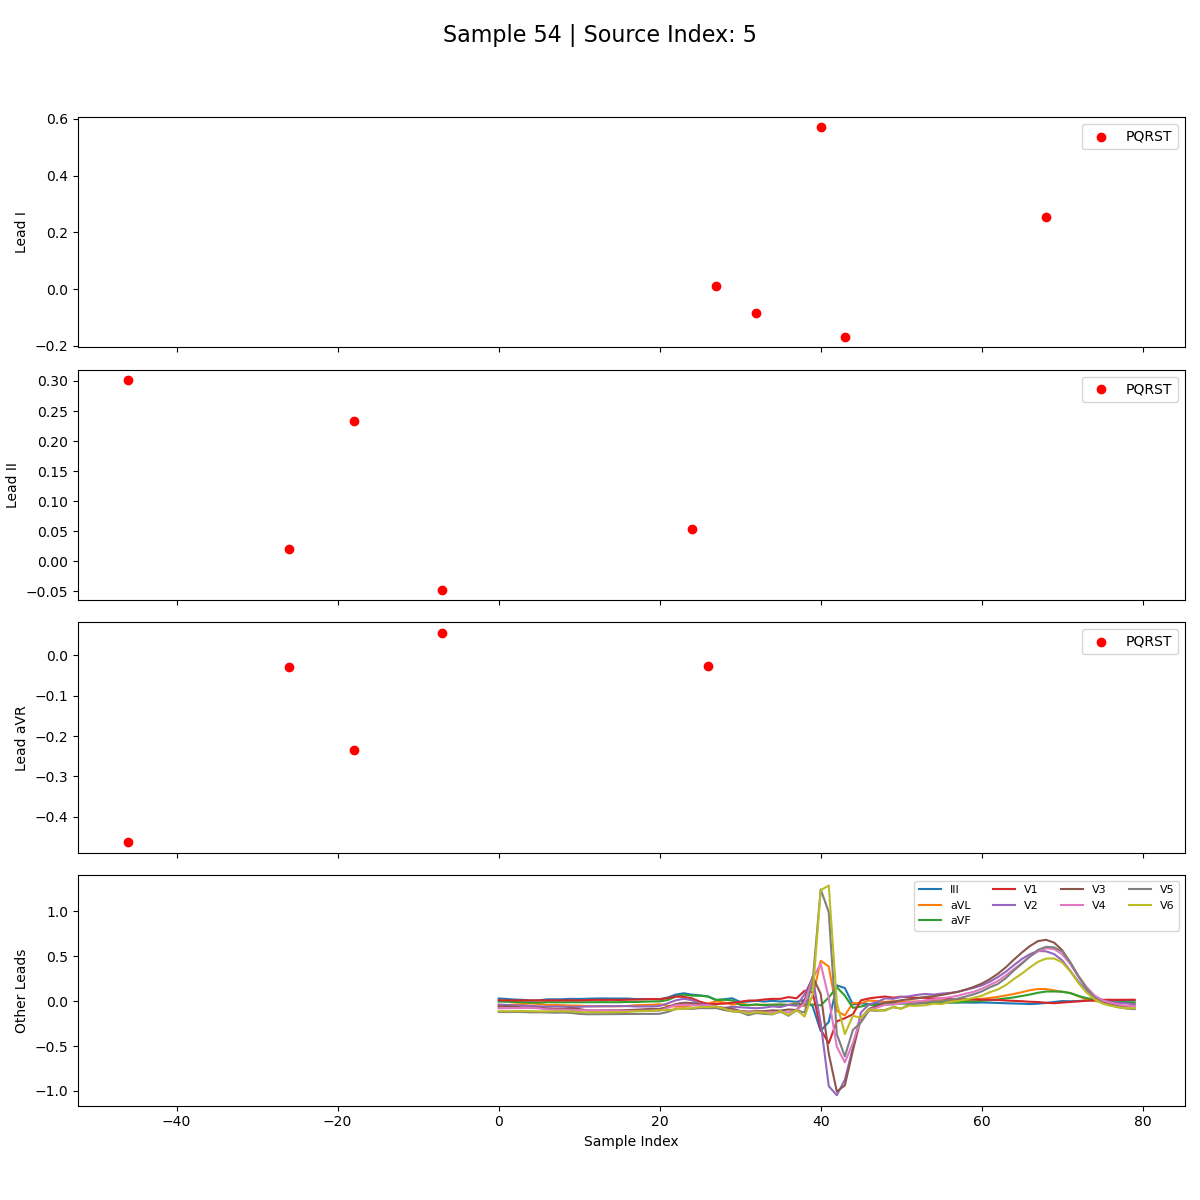 Sample 54 | Source Index: 5
0.6
0.4
0.2
0.0
−0.2
Lead I
PQRST
0.30
0.25
0.20
0.15
0.10
0.05
0.00
−0.05
Lead II
PQRST
0.0
−0.1
−0.2
−0.3
−0.4
Lead aVR
PQRST
1.0
0.5
0.0
−0.5
−1.0
Other Leads
III V1 V3 V5
aVL V2 V4 V6
aVF
−40 −20 0 20 40 60 80
Sample Index